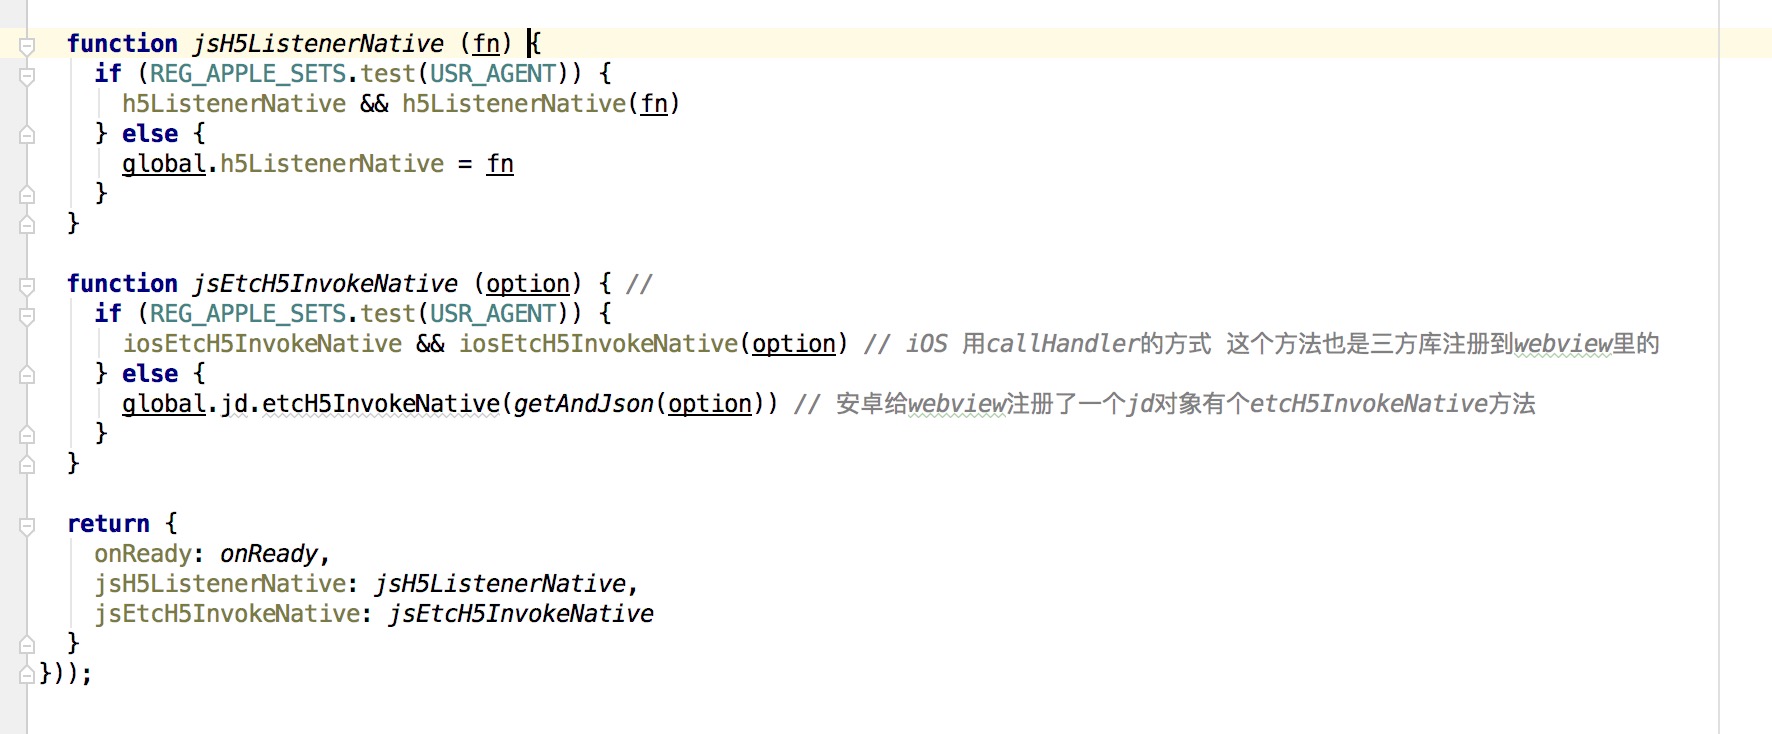 function jsH5ListenerNative (fn) {
if (REG_APPLE_SETS.test(USR_AGENT)) {
h5ListenerNative && h5ListenerNative(fn)
} else {
global.h5ListenerNative = fn
}
}
function jsEtcH5InvokeNative (option) { //
if (REG_APPLE_SETS.test(USR_AGENT)) {
iosEtcH5InvokeNative && iosEtcH5InvokeNative(option) // iOS 用callHandler的方式 这个方法也是三方库注册到webview里的
} else {
global.jd.etcH5InvokeNative(getAndJson(option)) // 安卓给webview注册了一个jd对象有个etcH5InvokeNative方法
}
}
return {
onReady: onReady,
jsH5ListenerNative: jsH5ListenerNative,
jsEtcH5InvokeNative: jsEtcH5InvokeNative
}
}));